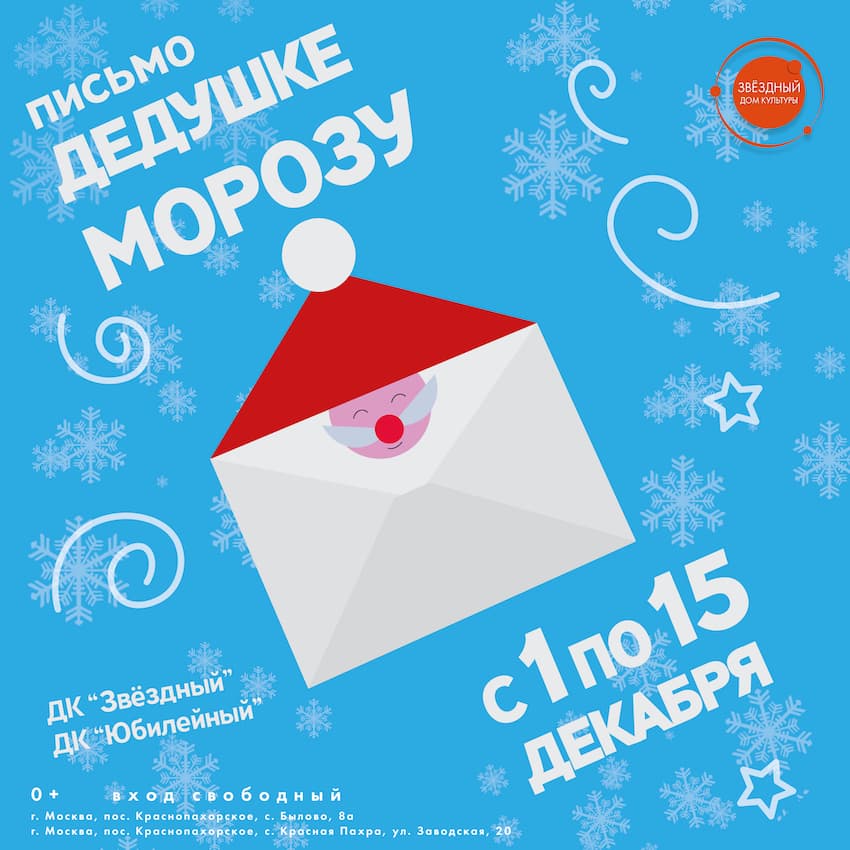 ПИСЬМО
ДЕДУШКЕ
МОРОЗУ
ЗВЁЗДНЫЙ
ДОМ КУЛЬТУРЫ
с 1 по 15
ДЕКАБРЯ
ДК “Звёздный”
ДК “Юбилейный”
0+ вход свободный
г. Москва, пос. Краснопахорское, с. Былово, 8а
г. Москва, пос. Краснопахорское, с. Красная Пахра, ул. Заводская, 20